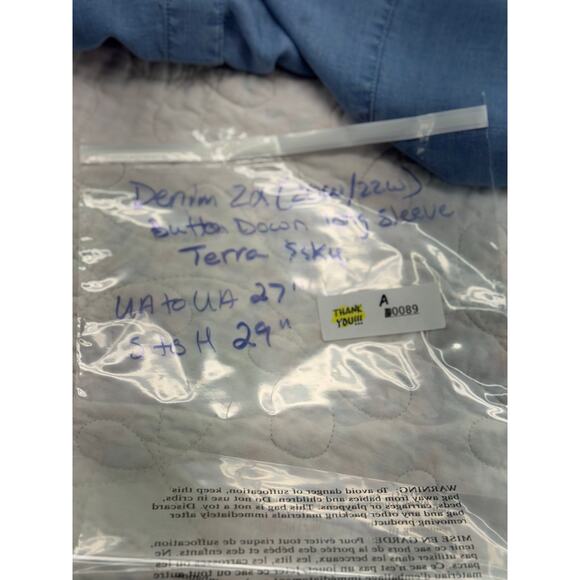 Denim 2X (20W/22W)
Button Down long Sleeve
Terra & Sky
UA to UA 27"
S to H 29"
THANK
YOU!!!
A
0089
WARNING: To avoid danger of suffocation, keep this
bag away from babies and children. Do not use in cribs,
beds, carriages or playpens. This bag is not a toy. Discard
bag and any other packing materials immediately after
removing product.
MISE EN GARDE: Pour éviter tout risque de suffocation,
tenir ce sac hors de la portée des bébés et des enfants. Ne
pas utiliser dans les berceaux, les lits, les carrosses ou les
parcs. Ce sac n'est pas un